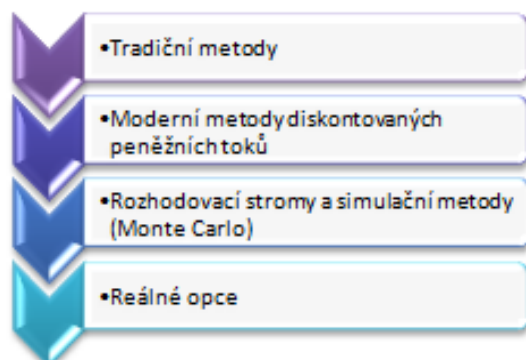 •Tradiční metody
•Moderní metody diskontovaných
peněžních toků
•Rozhodovací stromy a simulační metody
(Monte Carlo)
•Reálné opce